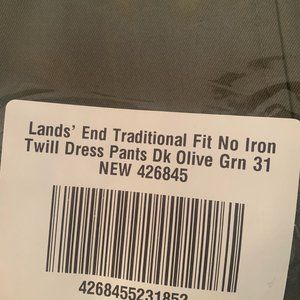 Lands' End Traditional Fit No Iron
Twill Dress Pants Dk Olive Grn 31
NEW 426845
4268455231852